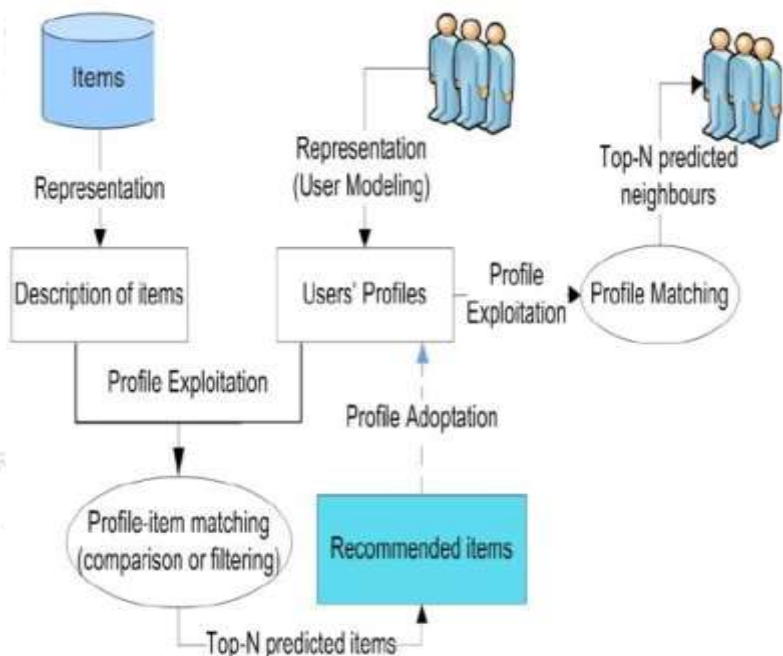 Items
Representation
Representation
(User Modeling)
Top-N predicted
neighbours
Description of items
Users' Profiles
Profile
Exploitation
Profile Matching
Profile Exploitation
Profile Adoptation
Profile-item matching
(comparison or filtering)
Recommended items
Top-N predicted items